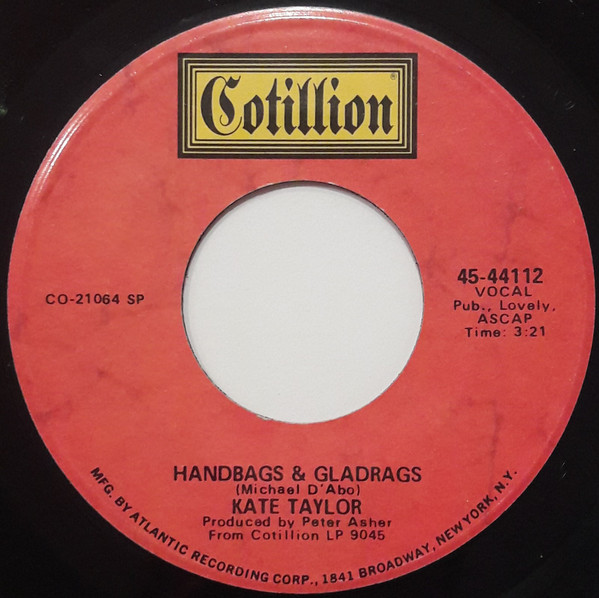 Cotillion®
CO-21064 SP
45-44112
VOCAL
Pub., Lovely,
ASCAP
Time: 3:21
HANDBAGS & GLADRAGS
(Michael D'Abo)
KATE TAYLOR
Produced by Peter Asher
From Cotillion LP 9045
MFG. BY ATLANTIC RECORDING CORP., 1841 BROADWAY, NEW YORK, N.Y.